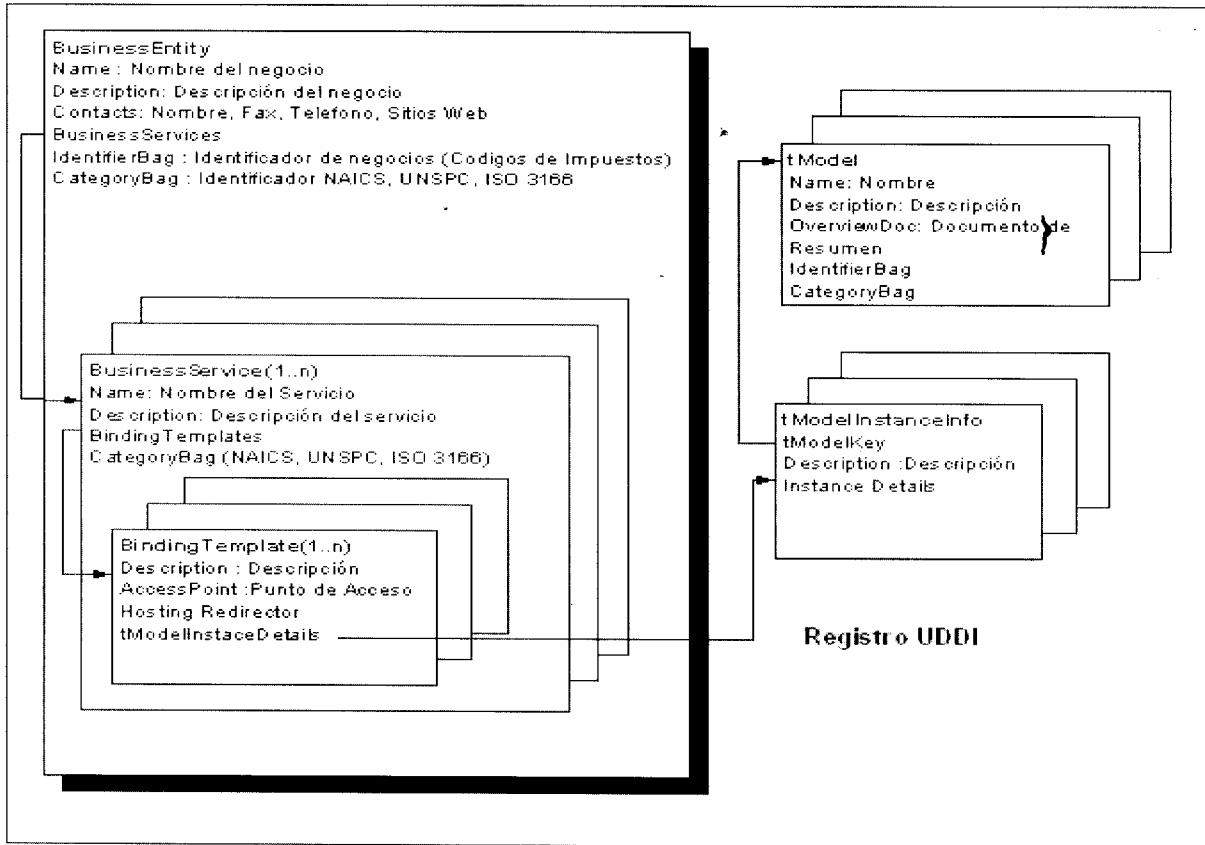 BusinessEntity
Name : Nombre del negocio
Description: Descripción del negocio
Contacts: Nombre, Fax, Telefono, Sitios Web
BusinessServices
IdentifierBag : Identificador de negocios (Codigos de Impuestos)
CategoryBag : Identificador NAICS, UNSPC, ISO 3166
BusinessService(1..n)
Name: Nombre del Servicio
Description: Descripción del servicio
BindingTemplates
CategoryBag (NAICS, UNSPC, ISO 3166)
BindingTemplate(1..n)
Description : Descripción
AccessPoint :Punto de Acceso
Hosting Redirector
tModelInstaceDetails
tModel
Name: Nombre
Description: Descripción
OverviewDoc: Documento de
Resumen
IdentifierBag
CategoryBag
tModelInstanceInfo
tModelKey
Description :Descripción
Instance Details
Registro UDDI